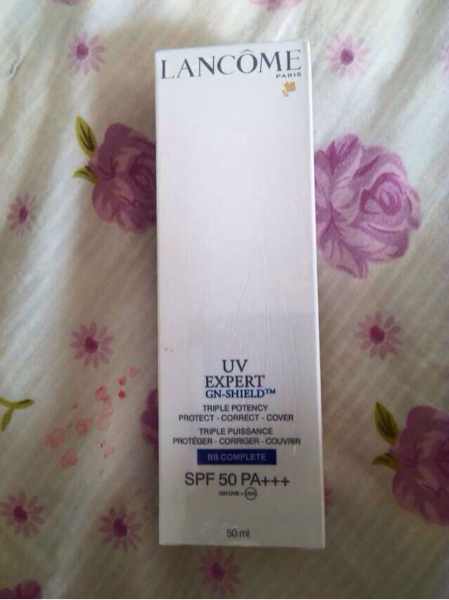 LANCÔME
PARIS
UV
EXPERT
GN-SHIELD™
TRIPLE POTENCY
PROTECT - CORRECT - COVER
TRIPLE PUISSANCE
PROTÉGER - CORRIGER - COUVRIR
BB COMPLETE
SPF 50 PA+++
50 ml